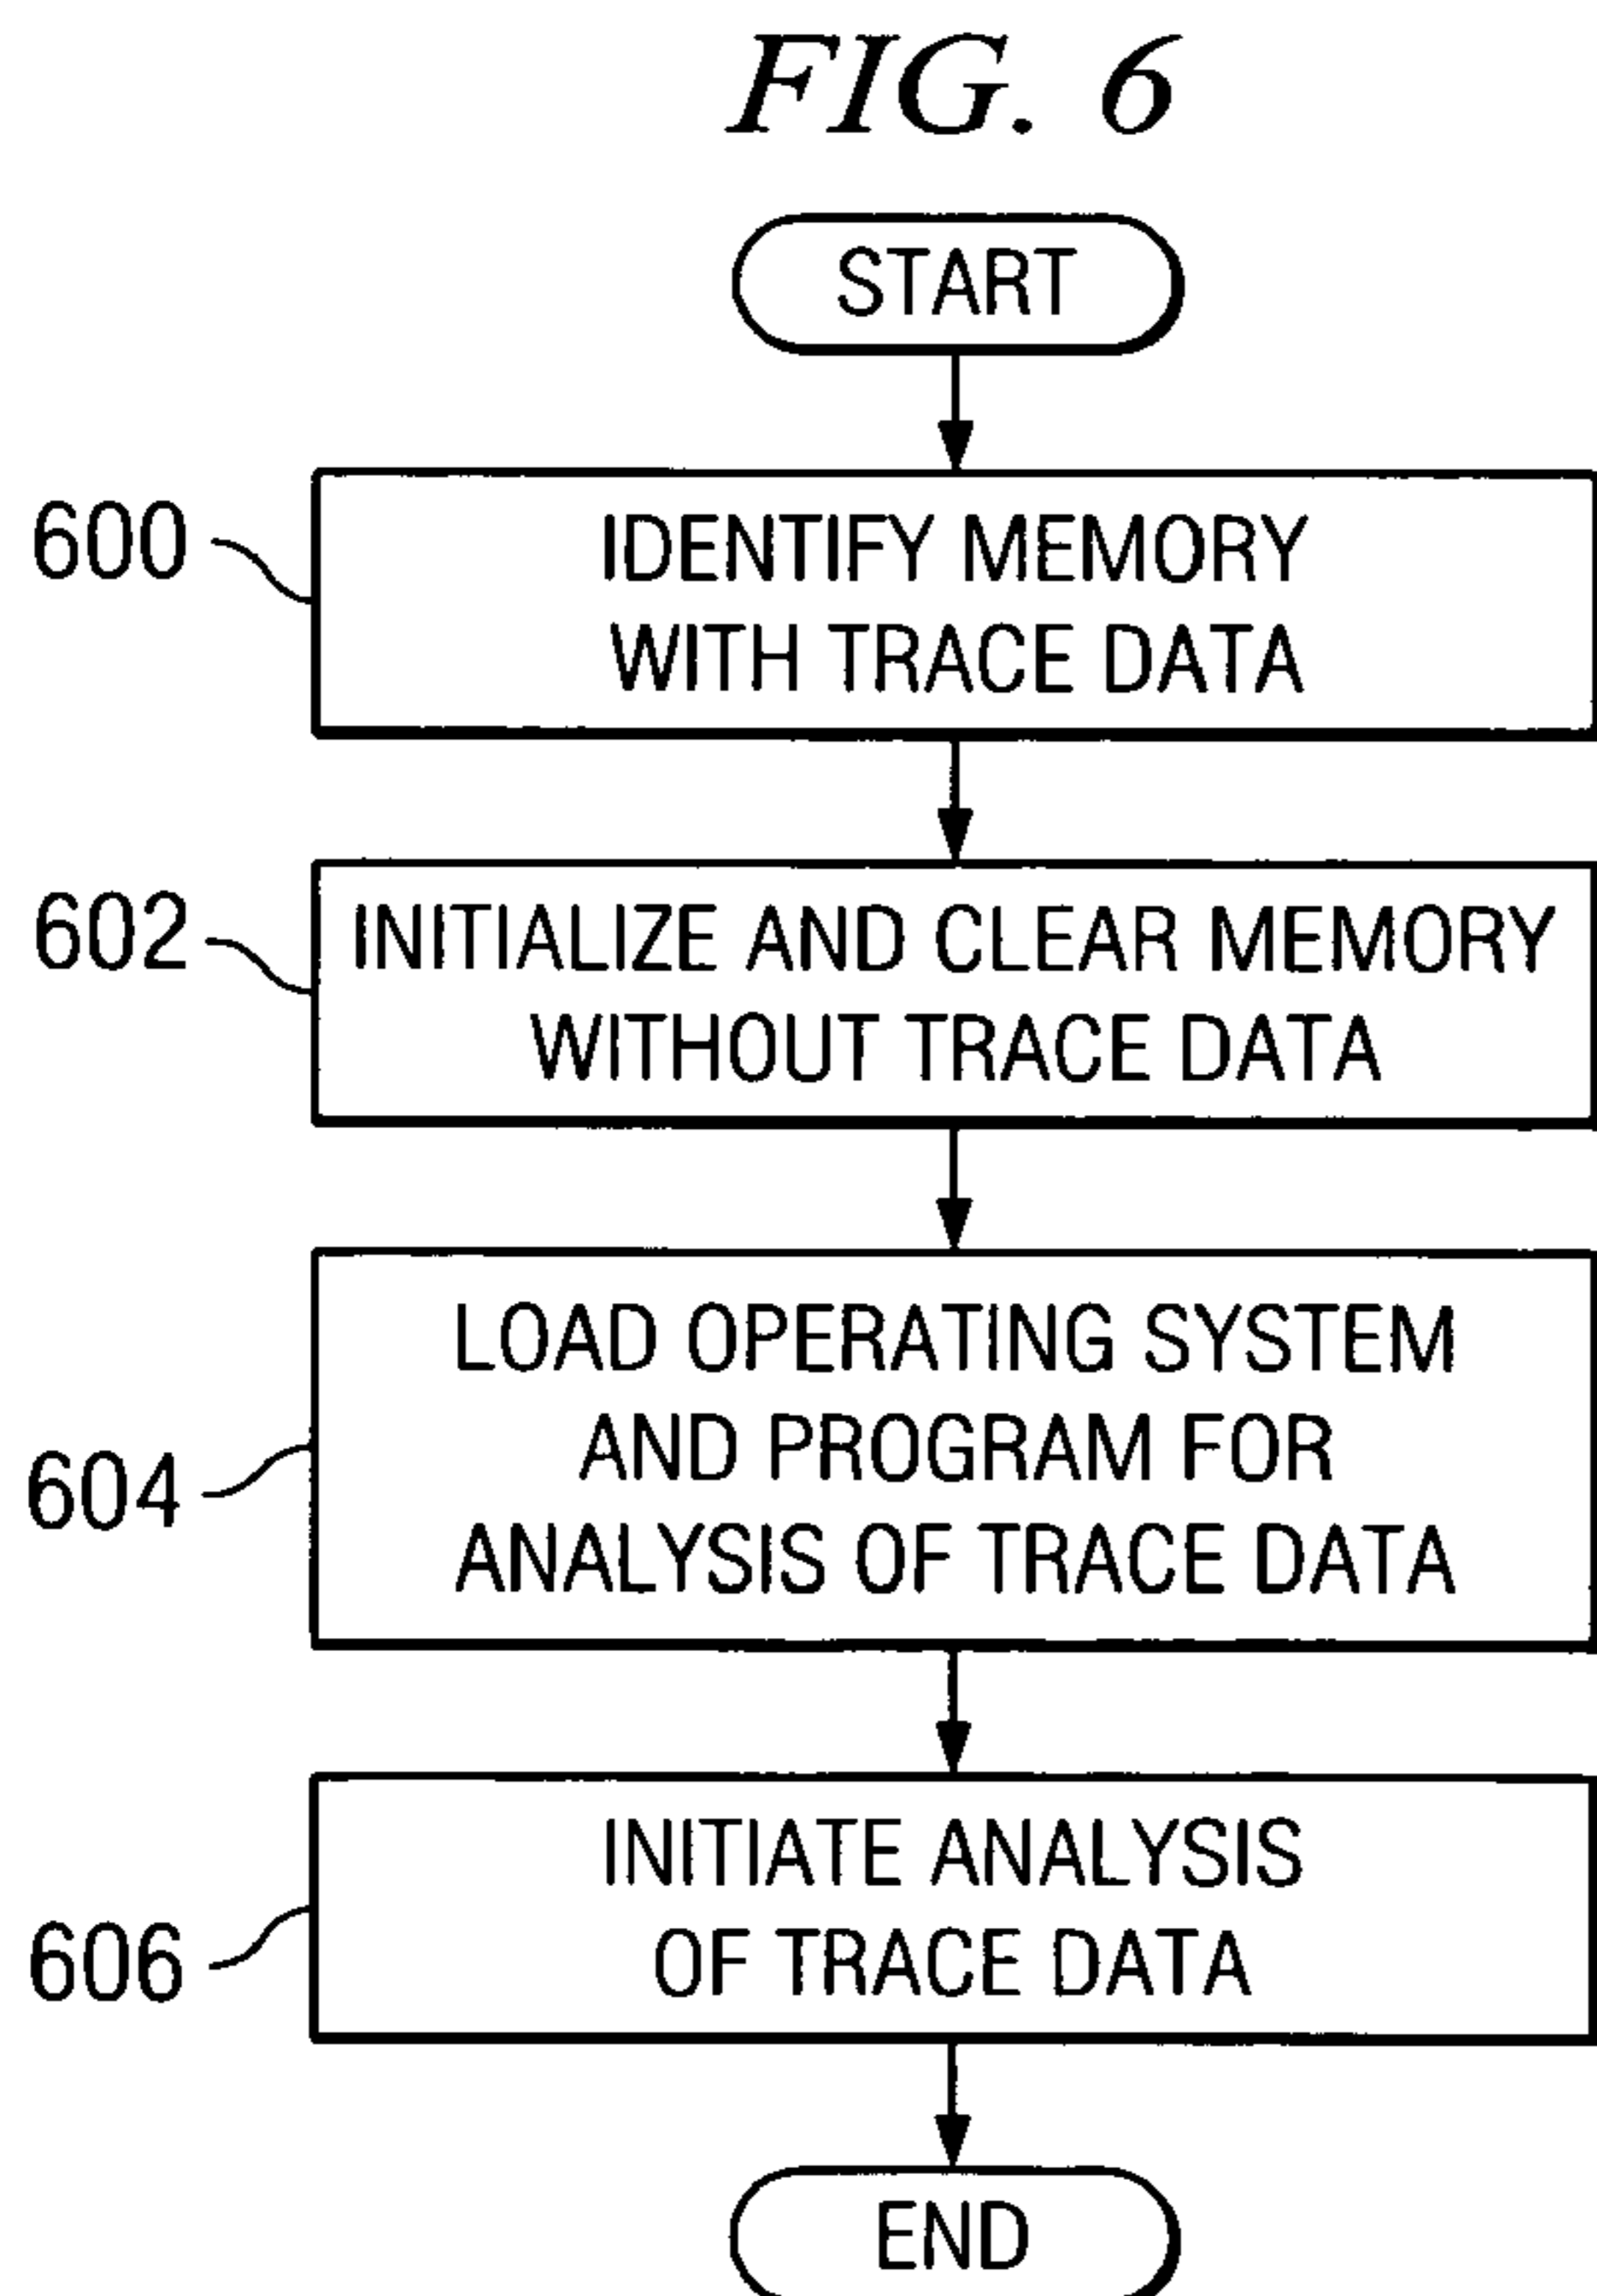 FIG. 6
START
600
IDENTIFY MEMORY
WITH TRACE DATA
602
INITIALIZE AND CLEAR MEMORY
WITHOUT TRACE DATA
604
LOAD OPERATING SYSTEM
AND PROGRAM FOR
ANALYSIS OF TRACE DATA
606
INITIATE ANALYSIS
OF TRACE DATA
END